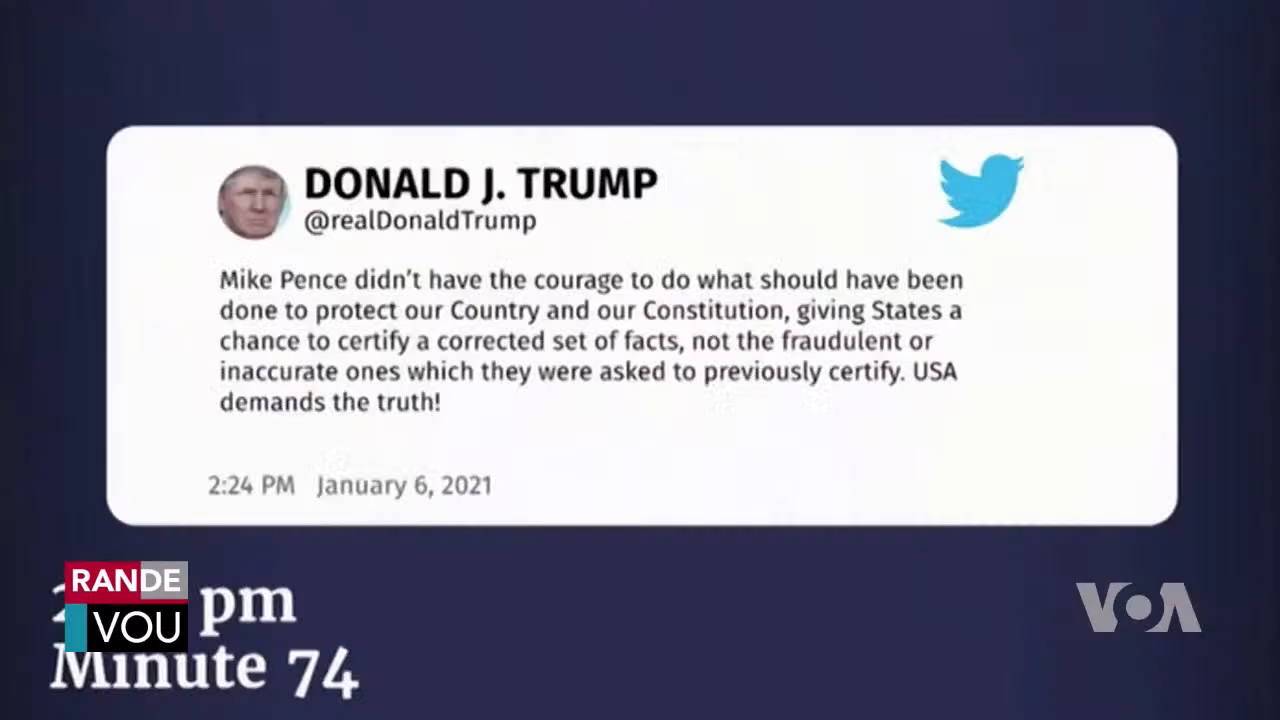 DONALD J. TRUMP
@realDonaldTrump
Mike Pence didn't have the courage to do what should have been
done to protect our Country and our Constitution, giving States a
chance to certify a corrected set of facts, not the fraudulent or
inaccurate ones which they were asked to previously certify. USA
demands the truth!
2:24 PM January 6, 2021
RANDE
VOU
pm
Minute 74
VOA